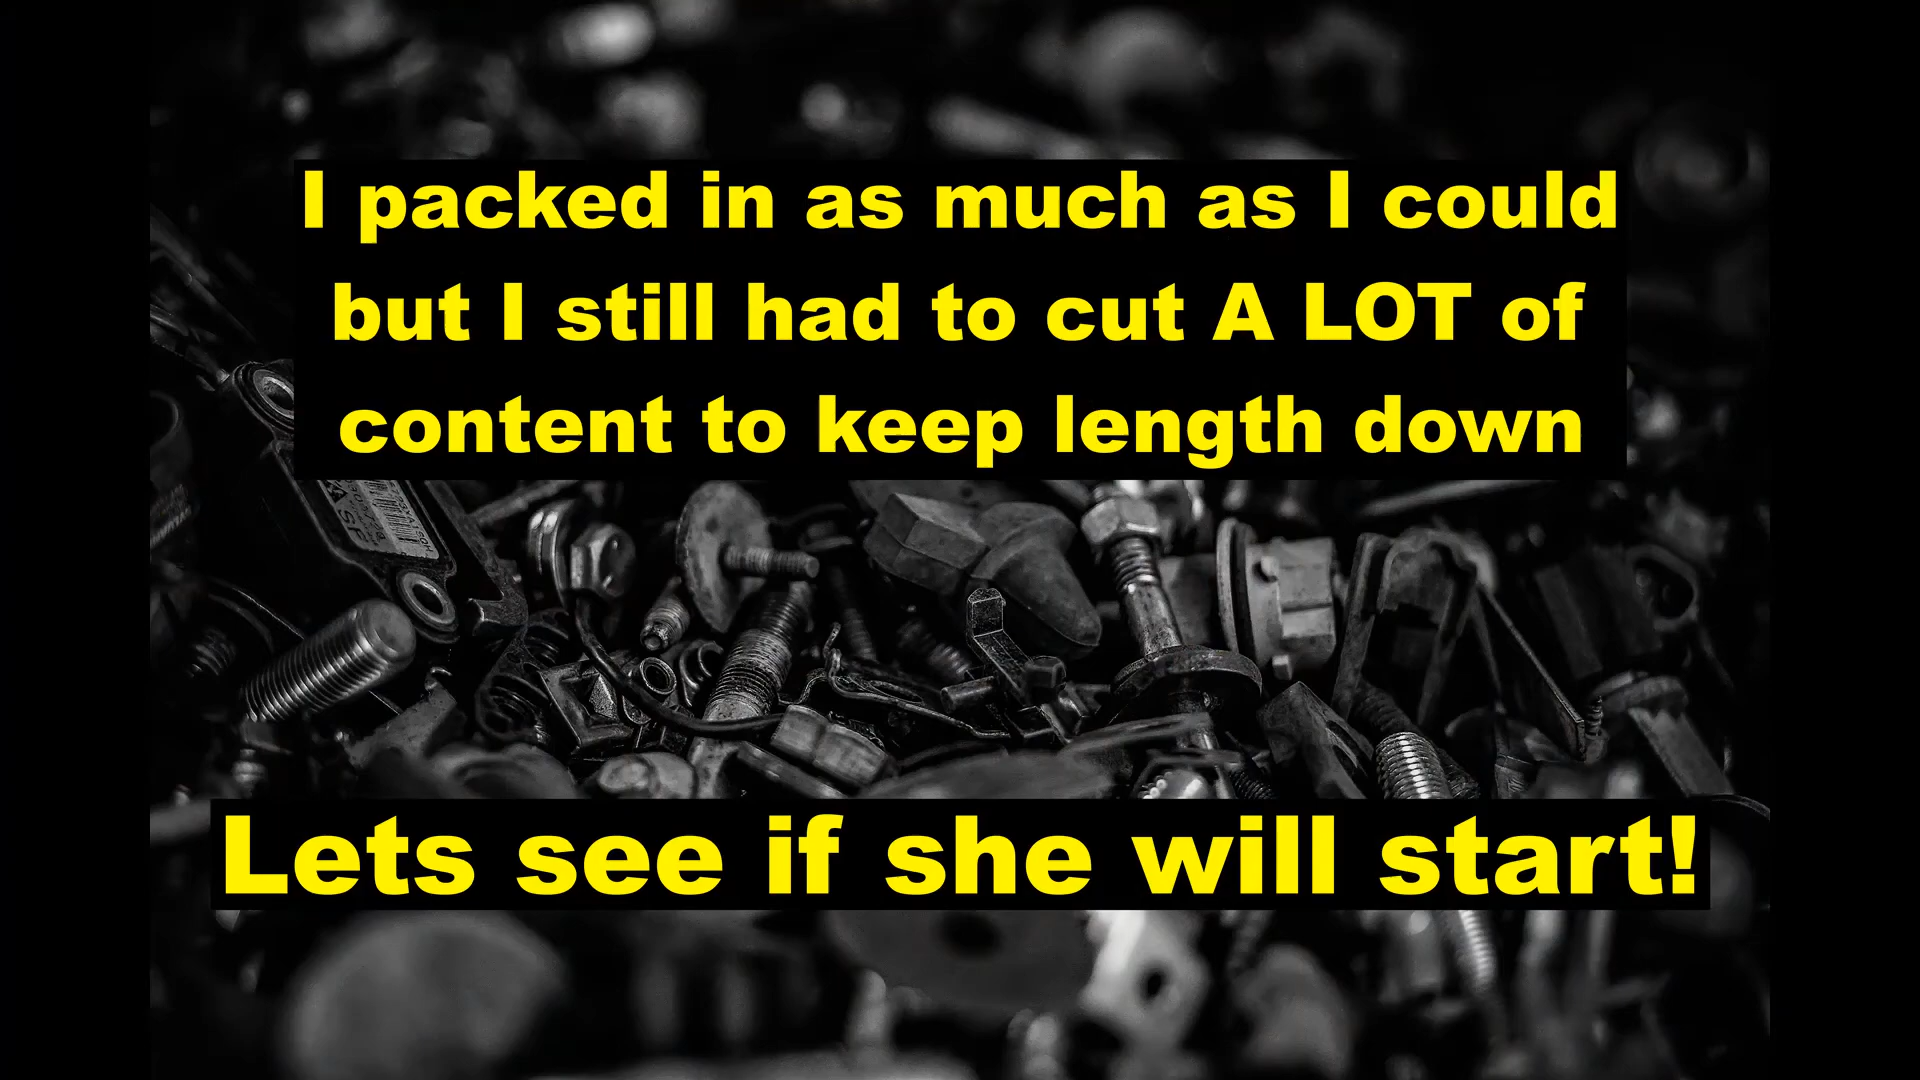 I packed in as much as I could
but I still had to cut A LOT of
content to keep length down
Lets see if she will start!